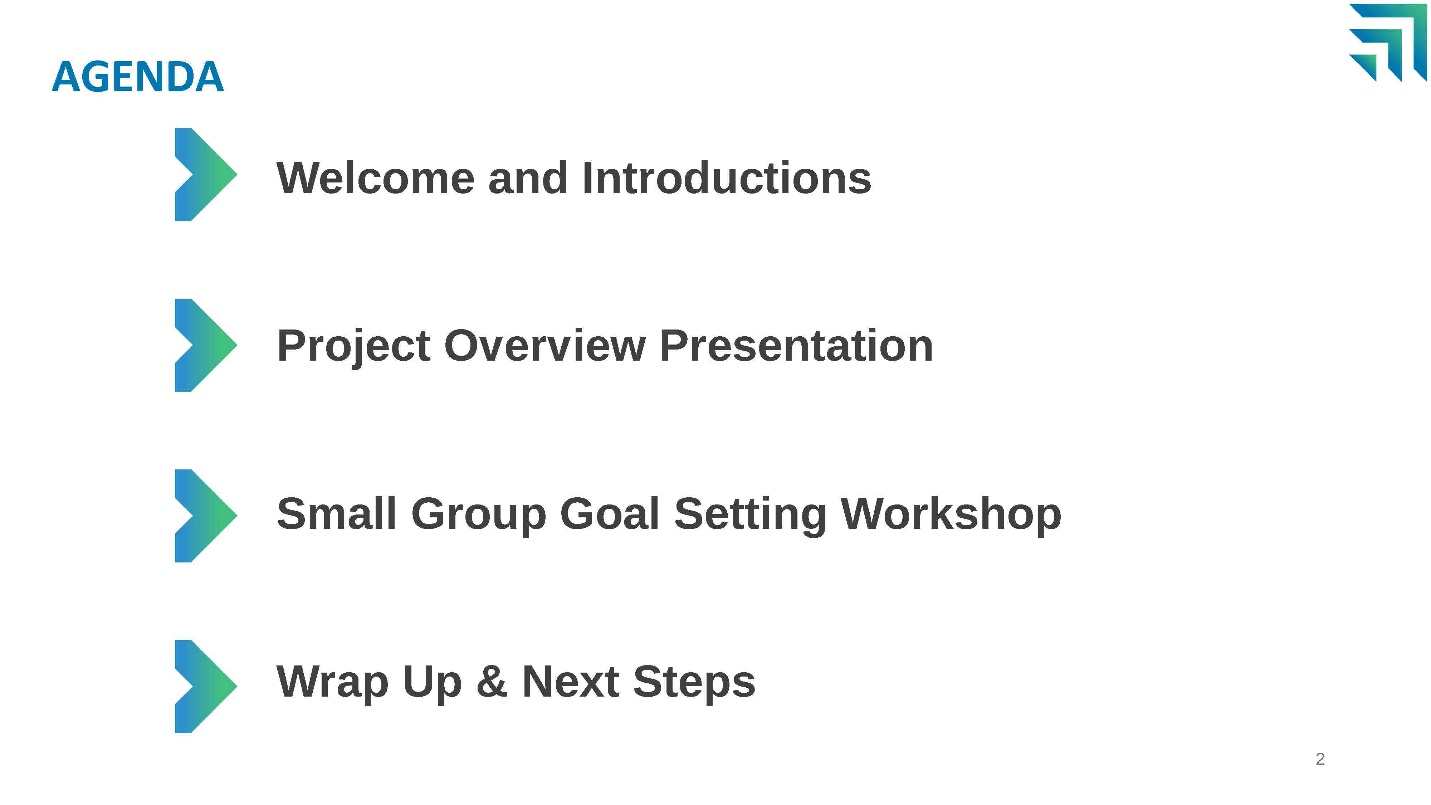 AGENDA
Welcome and Introductions
Project Overview Presentation
Small Group Goal Setting Workshop
Wrap Up & Next Steps
2